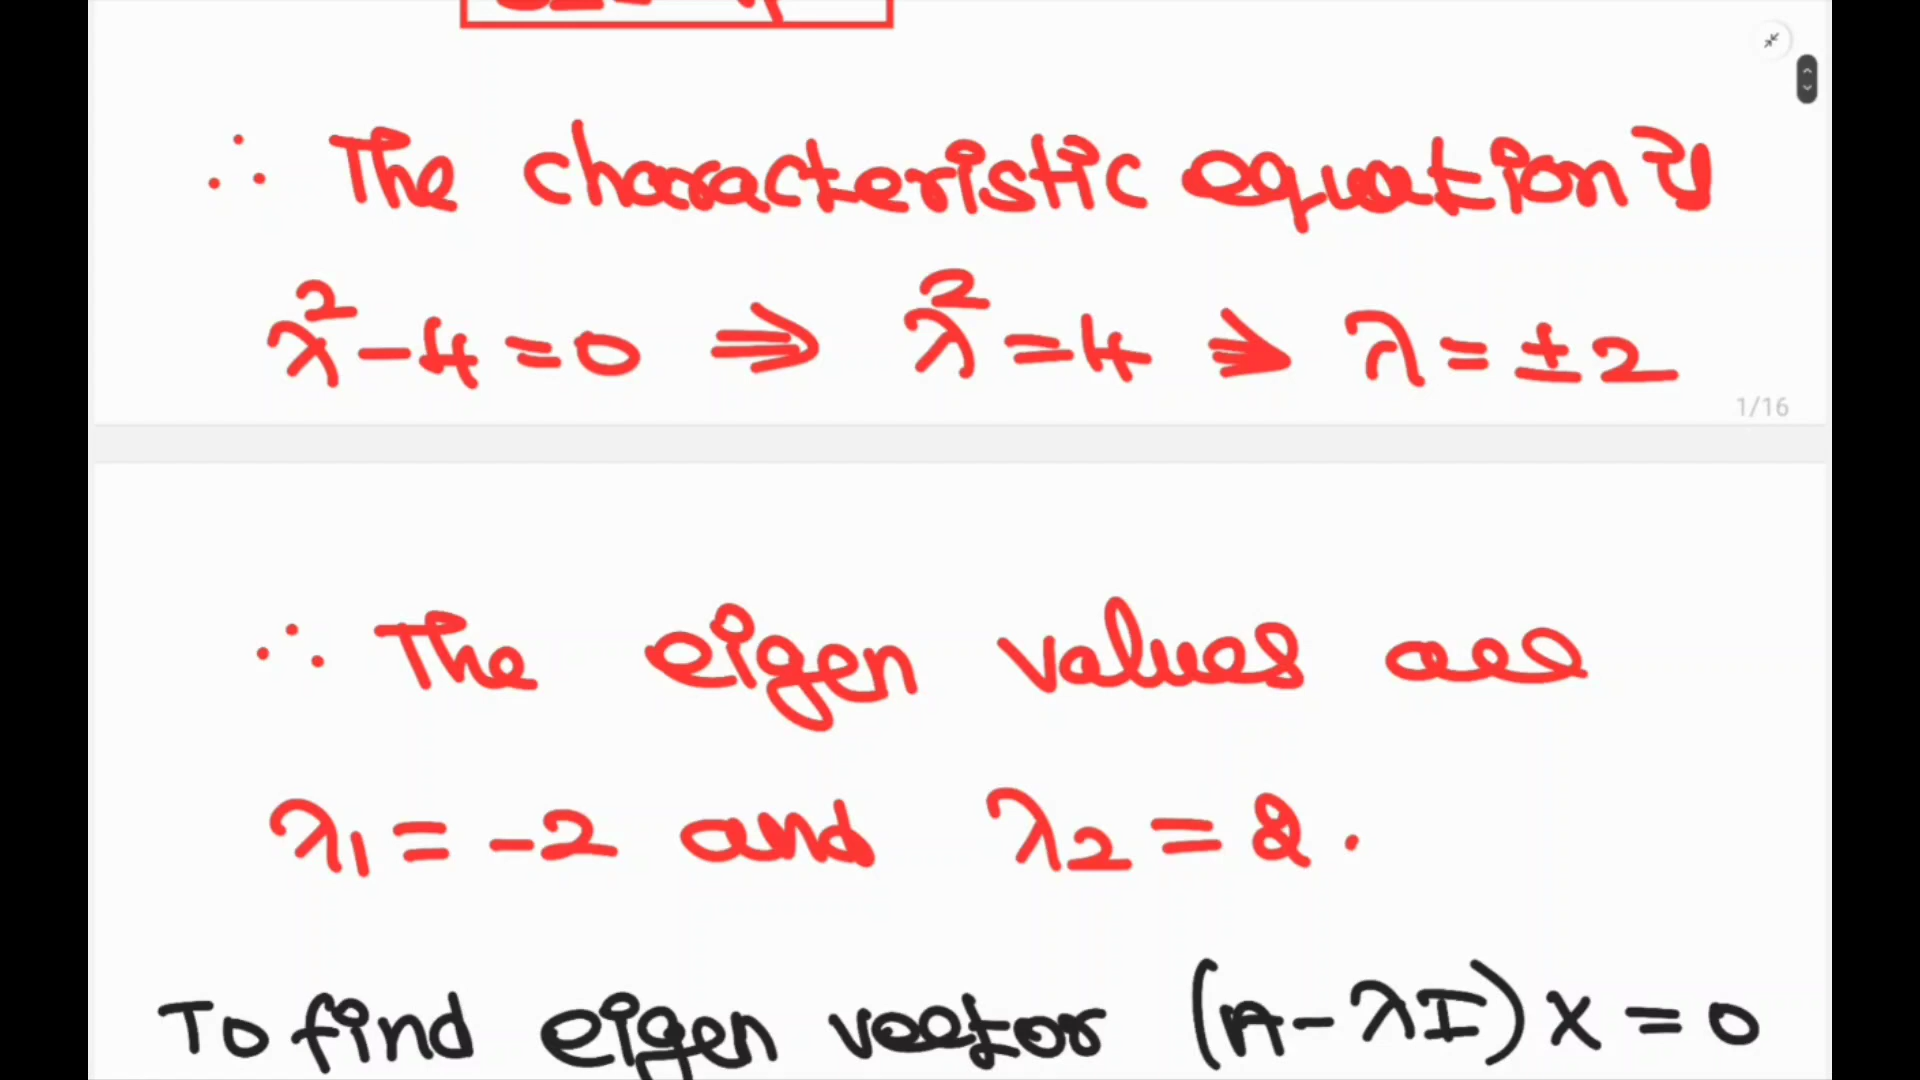 ∴ The characteristic equation is
λ²-4=0 ⇒ λ²=4 ⇒ λ=±2
1/16
∴ The eigen values are
λ1=-2 and λ2=2.
To find eigen vector (A-λI)X=0